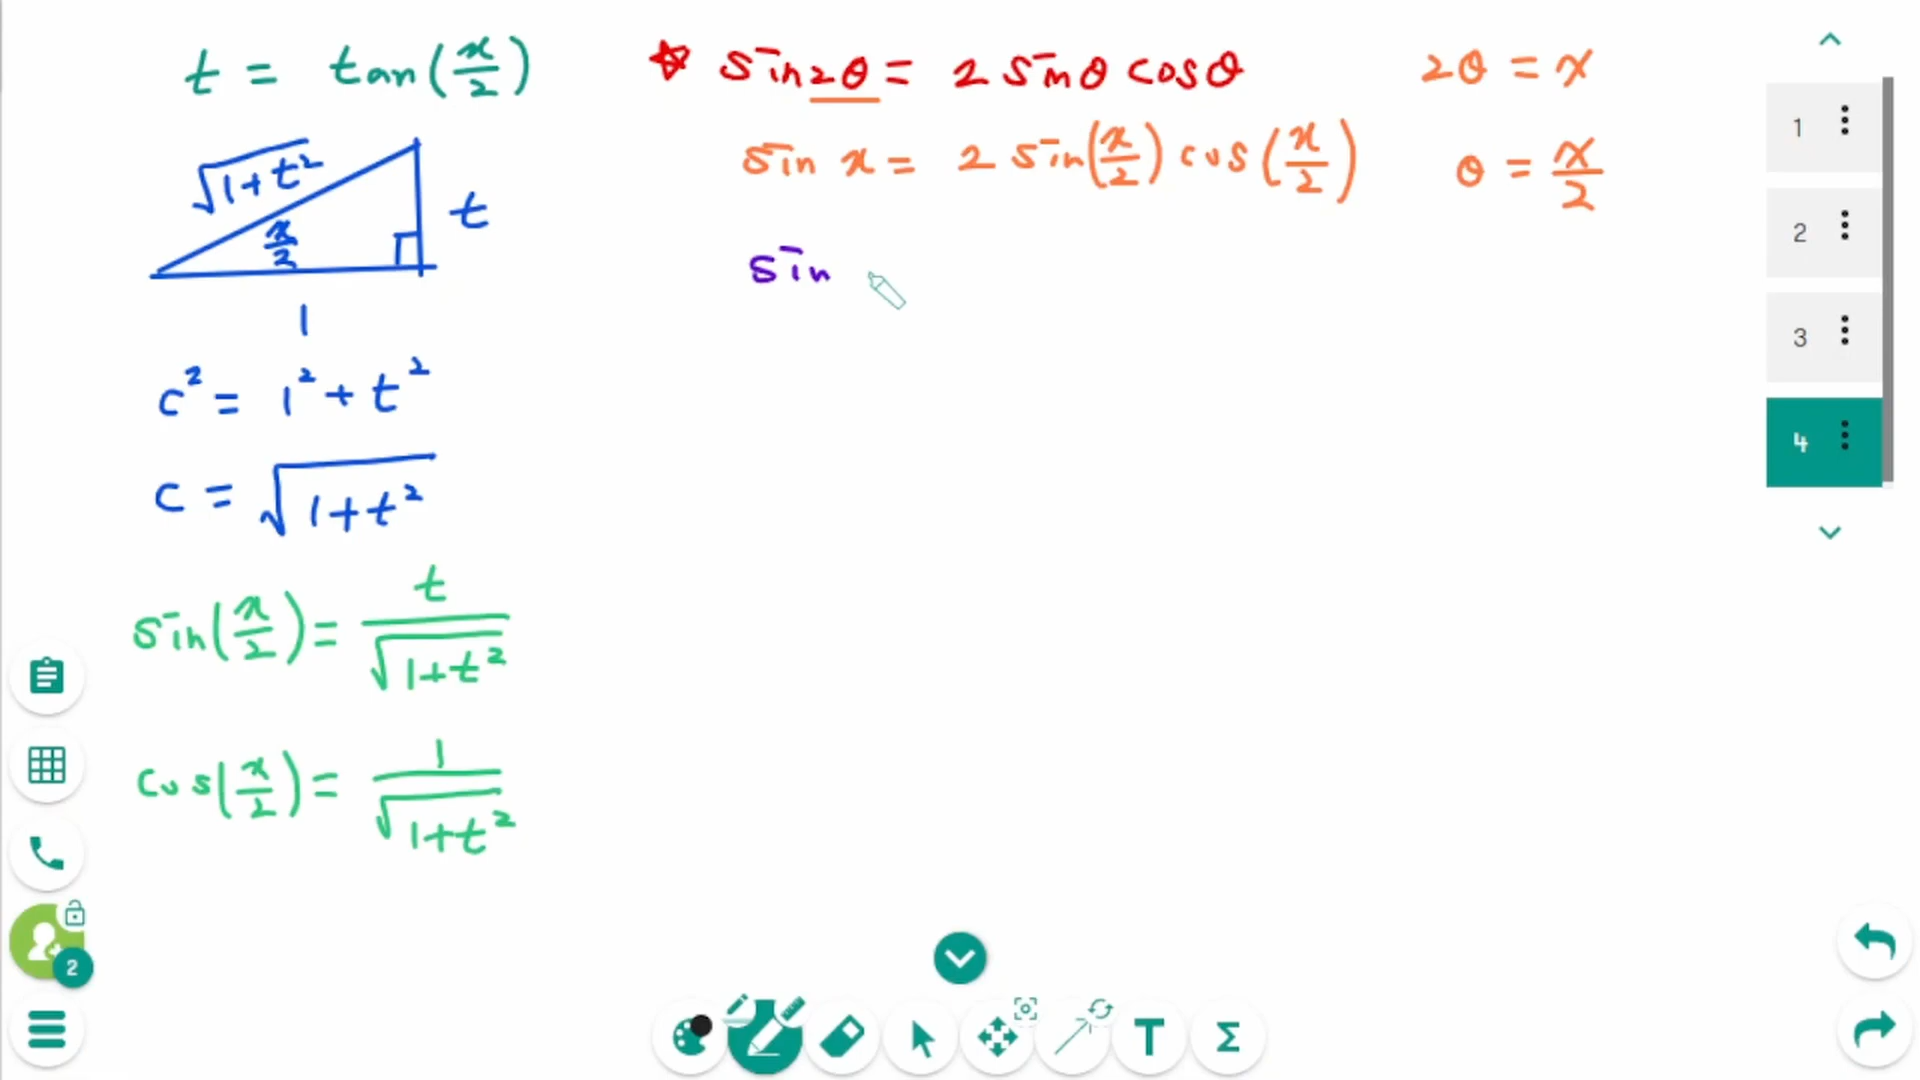 t = tan(x/2)
√1+t²
x/2
t
1
c² = 1² + t²
c = √1+t²
sin(x/2) = t/√1+t²
cos(x/2) = 1/√1+t²
☆ sin2θ = 2 sinθ cosθ
2θ = x
sin x = 2 sin(x/2) cos(x/2)
θ = x/2
sin
1
2
3
4
2
T
Σ